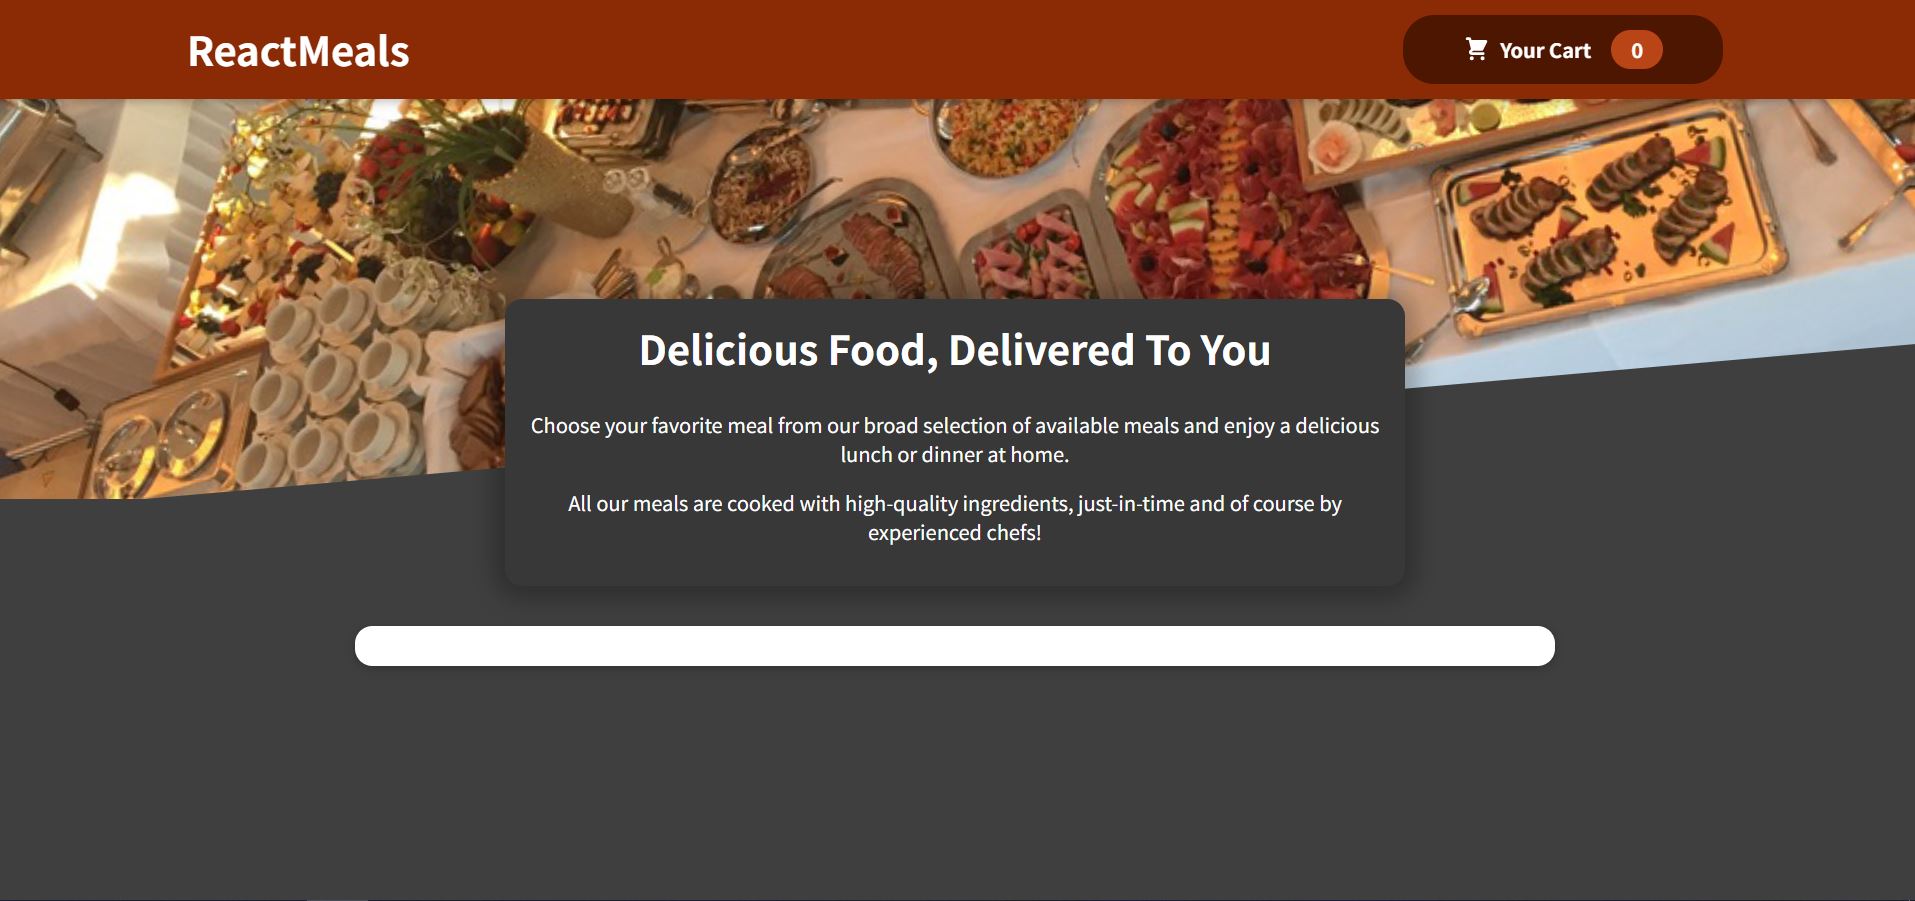 ReactMeals
Your Cart 0
Delicious Food, Delivered To You
Choose your favorite meal from our broad selection of available meals and enjoy a delicious
lunch or dinner at home.
All our meals are cooked with high-quality ingredients, just-in-time and of course by
experienced chefs!